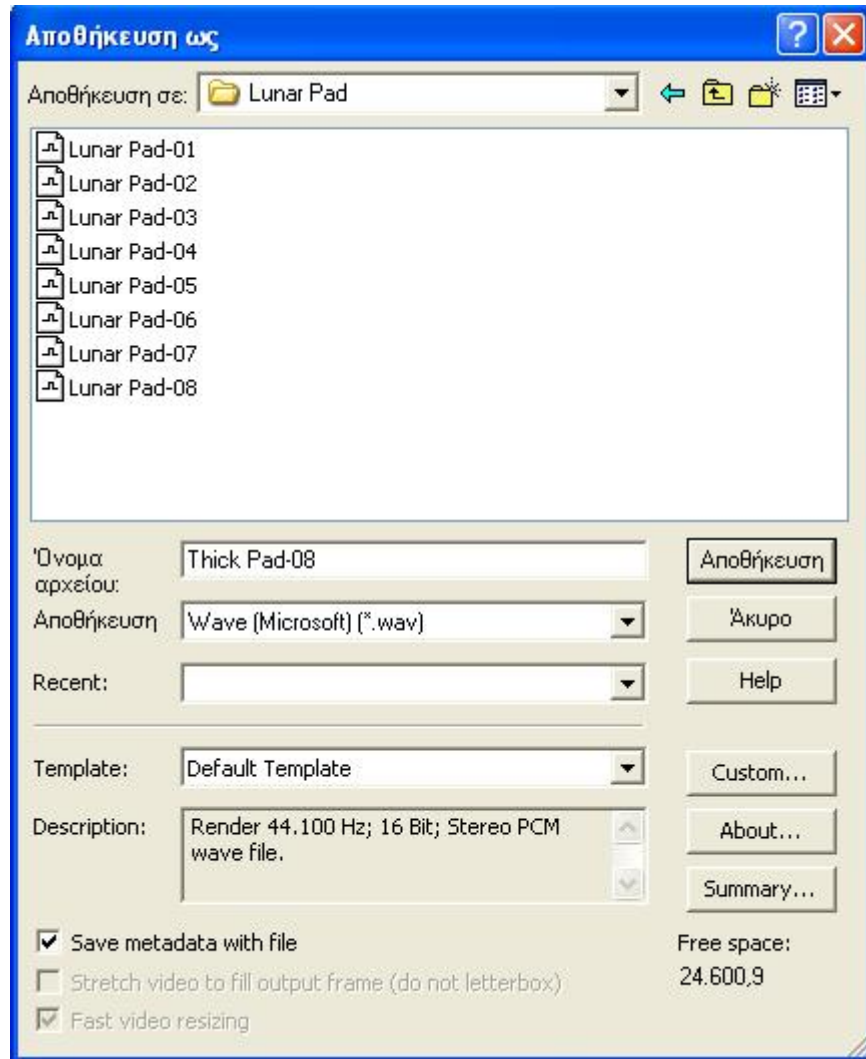 Αποθήκευση ως
Αποθήκευση σε: Lunar Pad
Lunar Pad-01
Lunar Pad-02
Lunar Pad-03
Lunar Pad-04
Lunar Pad-05
Lunar Pad-06
Lunar Pad-07
Lunar Pad-08
Όνομα αρχείου: Thick Pad-08 Αποθήκευση
Αποθήκευση Wave (Microsoft) (*.wav) Άκυρο
Recent: Help
Template: Default Template Custom...
Description: Render 44.100 Hz; 16 Bit; Stereo PCM About...
wave file.
Summary...
Save metadata with file Free space:
Stretch video to fill output frame (do not letterbox) 24.600,9
Fast video resizing